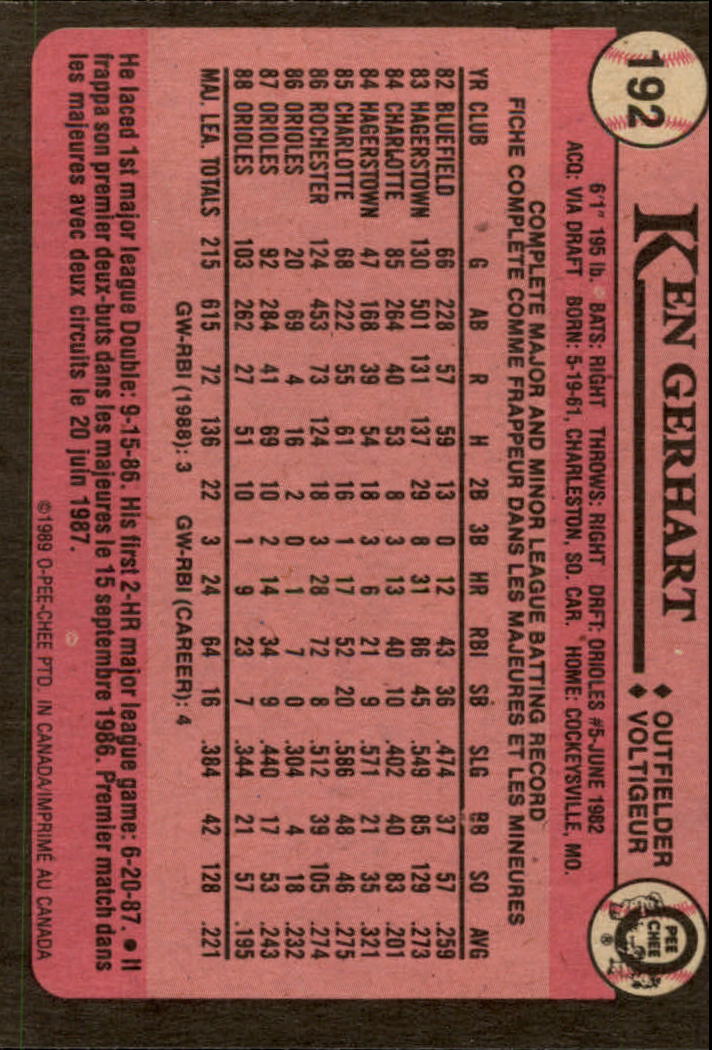 192
KEN GERHART
♦ OUTFIELDER
♦ VOLTIGEUR
O PEE CHEE ®
6'1" 195 lb. BATS: RIGHT THROWS: RIGHT DRFT: ORIOLES #5-JUNE 1982
ACQ: VIA DRAFT BORN: 5-19-61, CHARLESTON, SO. CAR. HOME: COCKEYSVILLE, MD.
COMPLETE MAJOR AND MINOR LEAGUE BATTING RECORD
FICHE COMPLÈTE COMME FRAPPEUR DANS LES MAJEURES ET LES MINEURES
YR CLUB G AB R H 2B 3B HR RBI SB SLG BB SO AVG
82 BLUEFIELD 66 228 57 59 13 0 12 43 36 .474 37 57 .259
83 HAGERSTOWN 130 501 131 137 29 8 31 86 45 .549 85 129 .273
84 CHARLOTTE 85 264 40 53 8 3 13 40 10 .402 40 83 .201
84 HAGERSTOWN 47 168 39 54 18 3 6 21 9 .571 21 35 .321
85 CHARLOTTE 68 222 55 61 16 1 17 52 20 .586 48 46 .275
86 ROCHESTER 124 453 73 124 18 3 28 72 8 .512 39 105 .274
86 ORIOLES 20 69 4 16 2 0 1 7 0 .304 4 18 .232
87 ORIOLES 92 284 41 69 10 2 14 34 9 .440 17 53 .243
88 ORIOLES 103 262 27 51 10 1 9 23 7 .344 21 57 .195
MAJ. LEA. TOTALS 215 615 72 136 22 3 24 64 16 .384 42 128 .221
GW-RBI (1988): 3 GW-RBI (CAREER): 4
He laced 1st major league Double: 9-15-86. His first 2-HR major league game: 6-20-87. ● Il
frappa son premier deux-buts dans les majeures le 15 septembre 1986. Premier match dans
les majeures avec deux circuits le 20 juin 1987.
©1989 O-PEE-CHEE PTD. IN CANADA/IMPRIMÉ AU CANADA